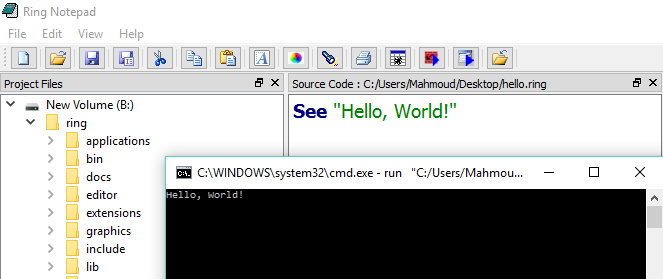 Ring Notepad
File Edit View Help
Project Files
Source Code : C:/Users/Mahmoud/Desktop/hello.ring
New Volume (B:)
See "Hello, World!"
ring
applications
bin
docs
C:\WINDOWS\system32\cmd.exe - run "C:/Users/Mahmou...
editor
Hello, World!
extensions
graphics
include
lib